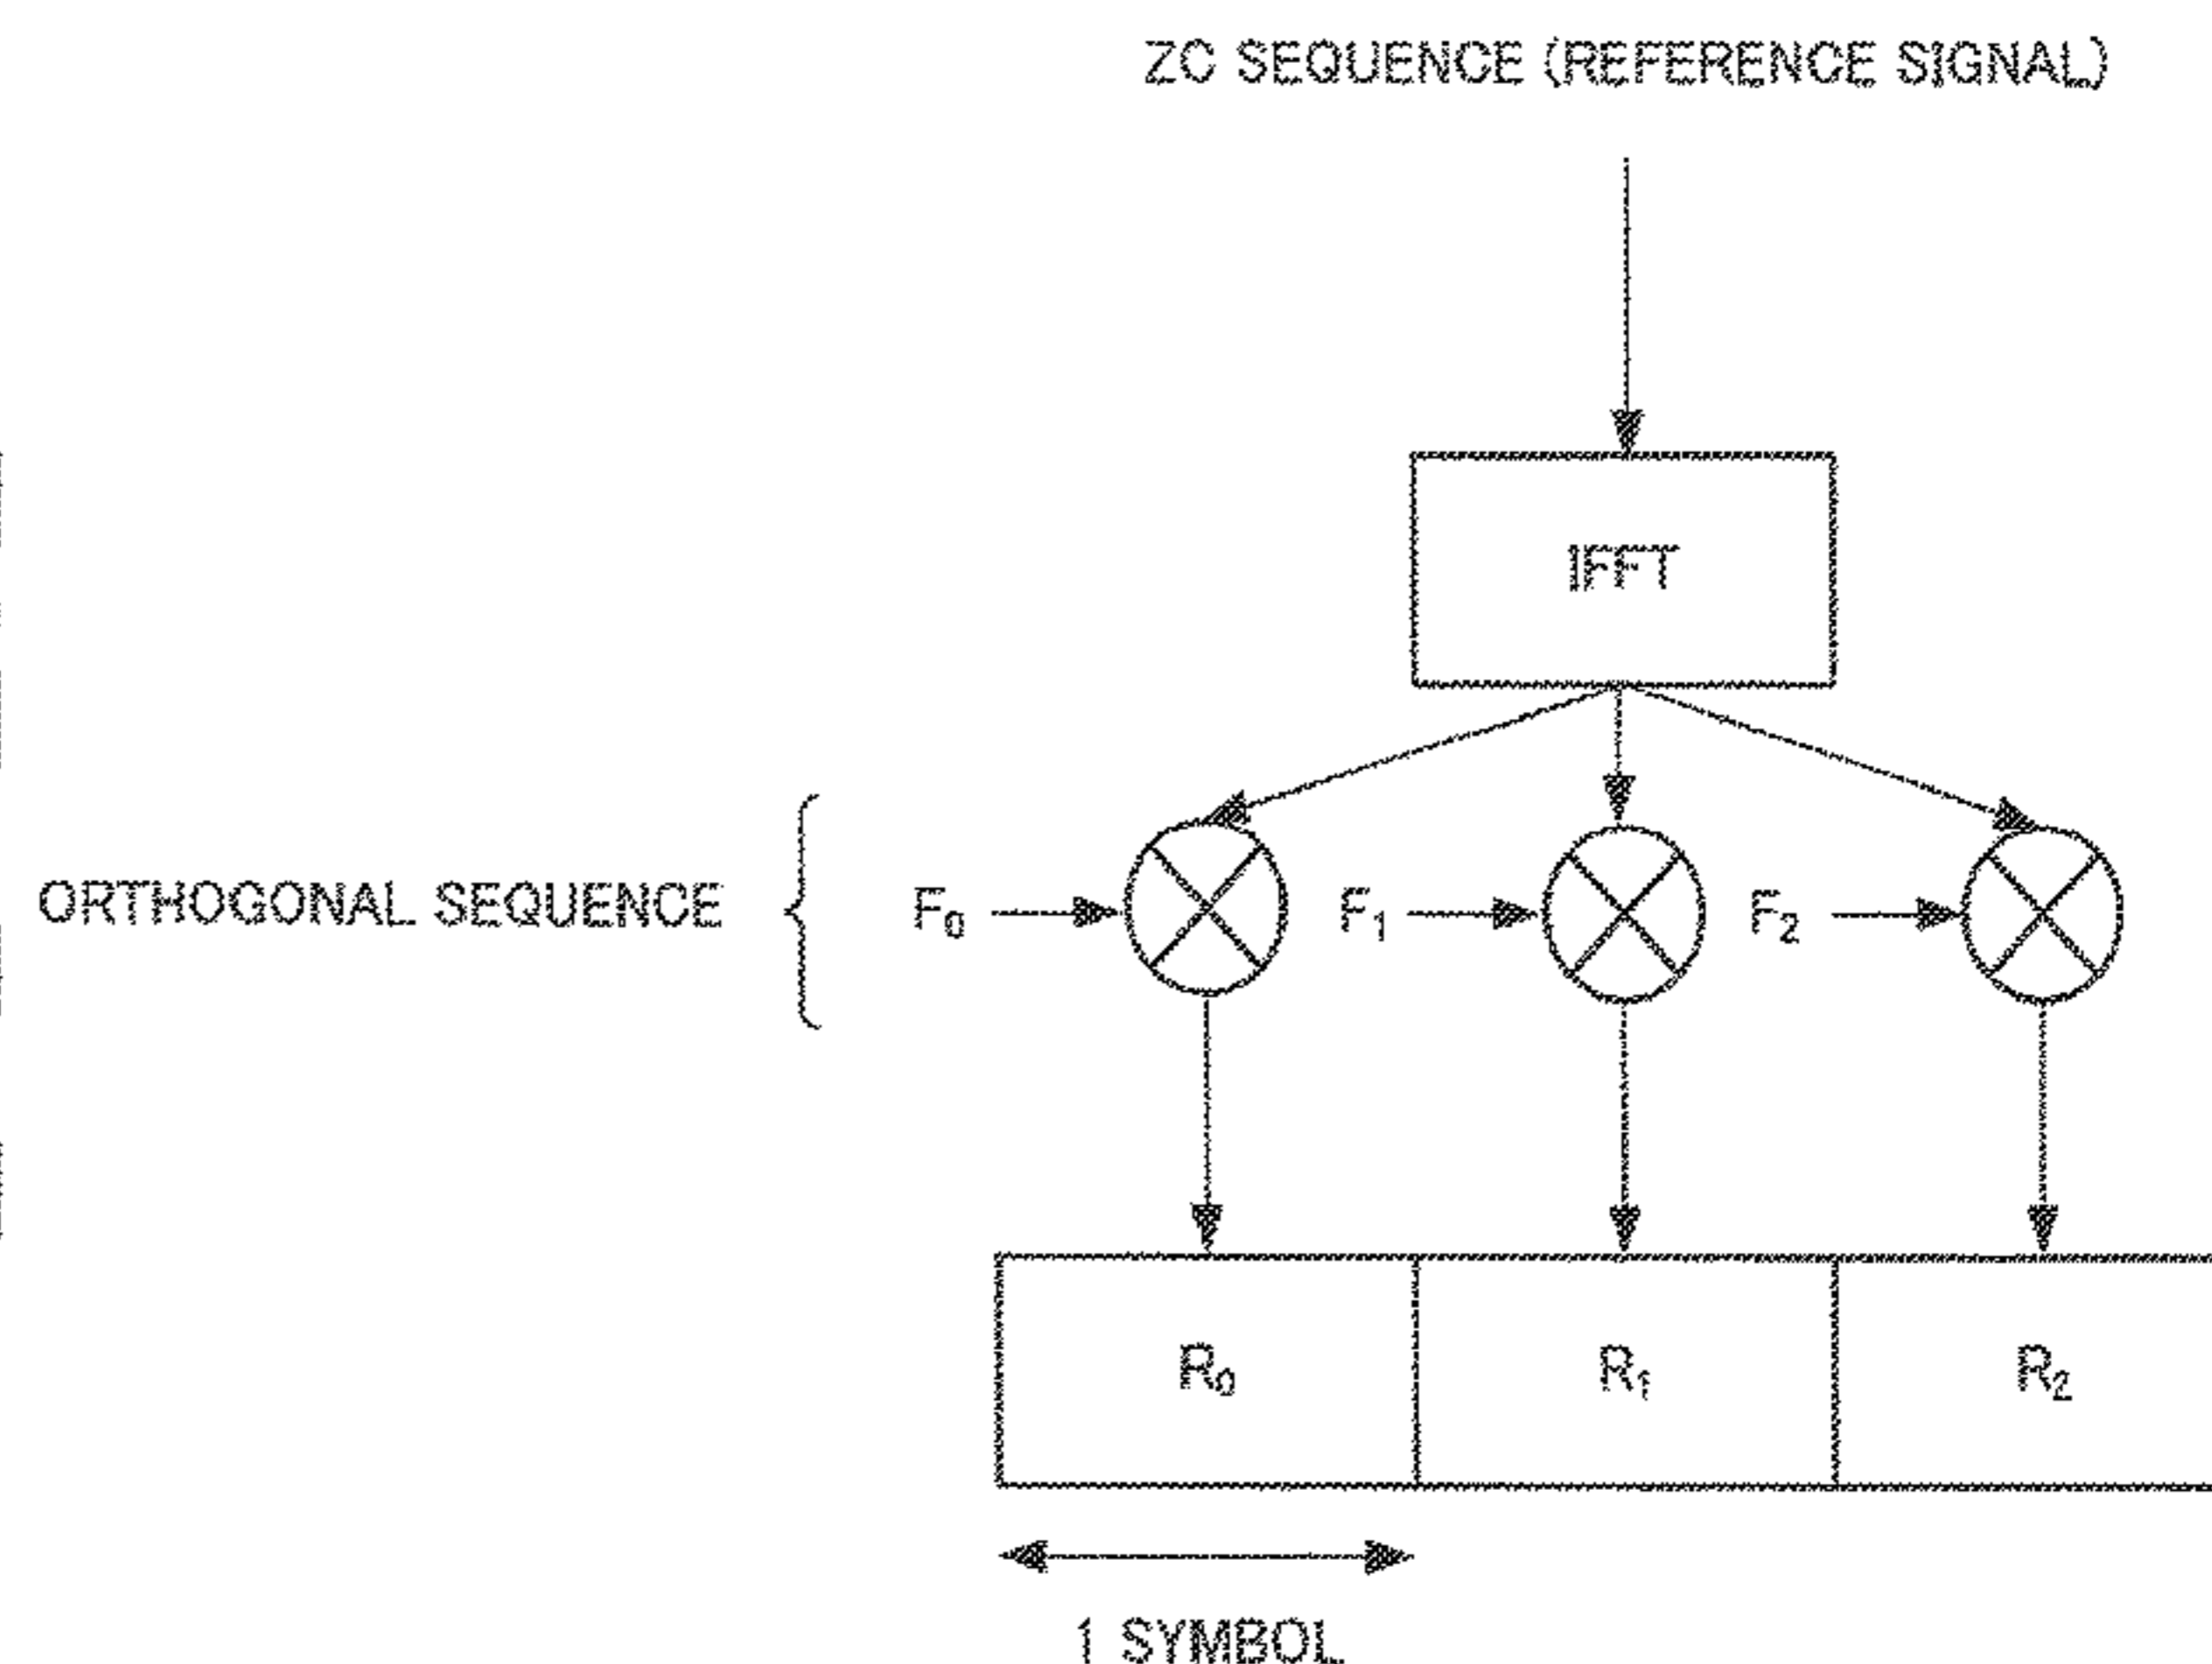 ZC SEQUENCE (REFERENCE SIGNAL)
IFFT
ORTHOGONAL SEQUENCE F₀ F₁ F₂
R₀ R₁ R₂
1 SYMBOL